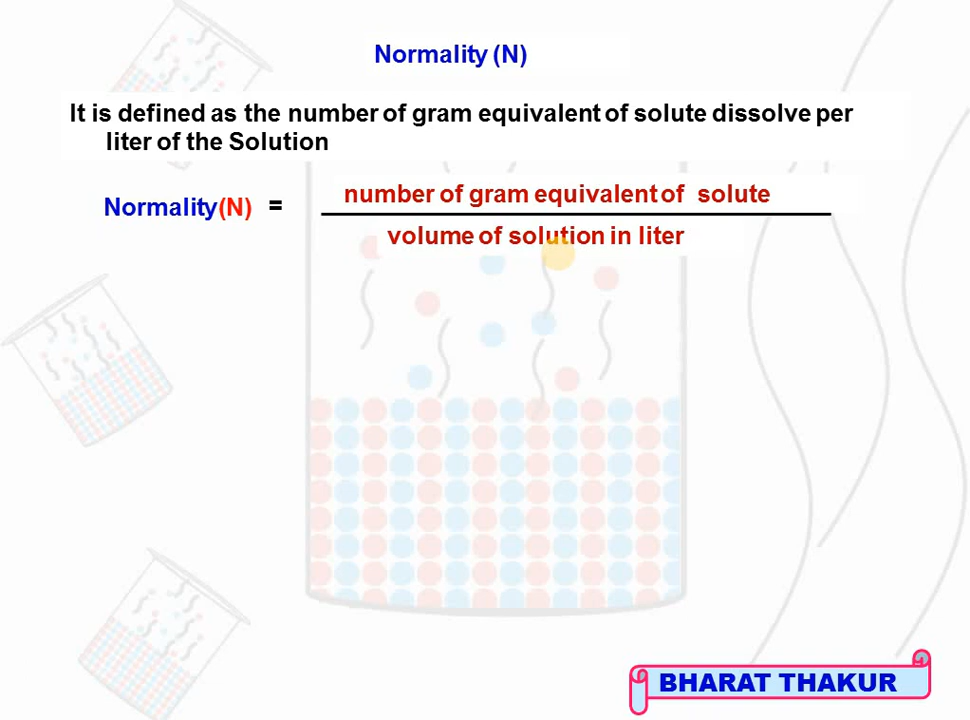 Normality (N)
It is defined as the number of gram equivalent of solute dissolve per
liter of the Solution
number of gram equivalent of solute
Normality(N) =
volume of solution in liter
BHARAT THAKUR